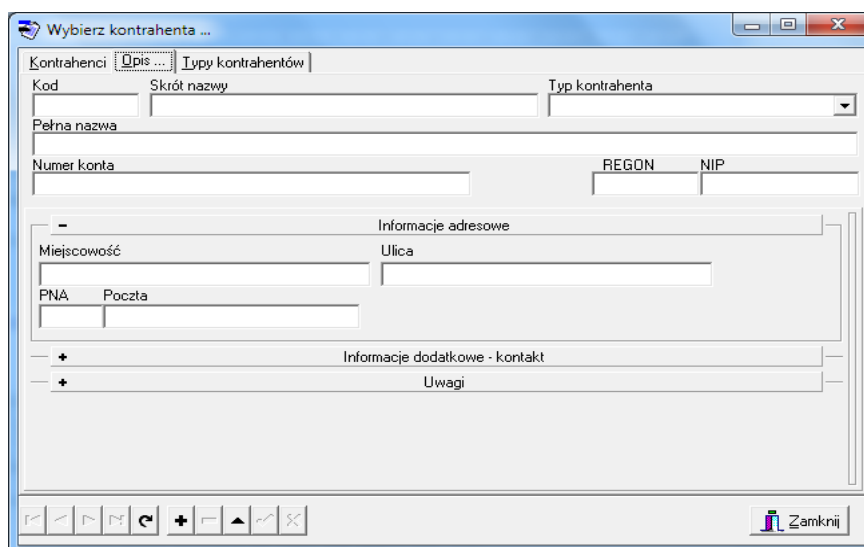 Wybierz kontrahenta ...
Kontrahenci Opis ... Typy kontrahentów
Kod Skrót nazwy Typ kontrahenta
Pełna nazwa
Numer konta REGON NIP
Informacje adresowe
Miejscowość Ulica
PNA Poczta
Informacje dodatkowe - kontakt
Uwagi
Zamknij